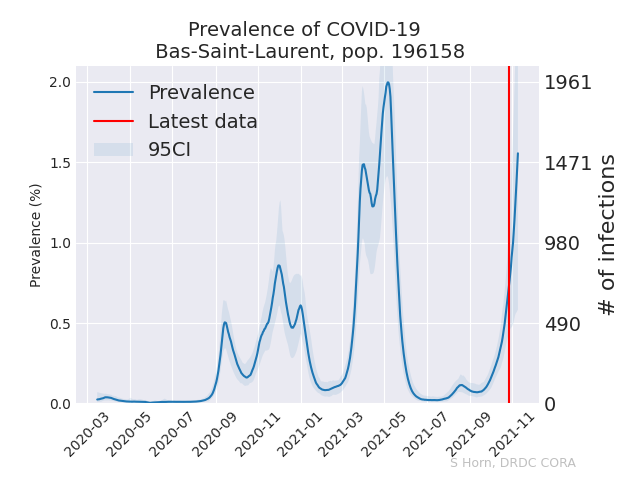 Prevalence of COVID-19
Bas-Saint-Laurent, pop. 196158
Prevalence
Latest data
95CI
Prevalence (%)
2.0
1.5
1.0
0.5
0.0
1961
1471
980
490
0
# of infections
2020-03
2020-05
2020-07
2020-09
2020-11
2021-01
2021-03
2021-05
2021-07
2021-09
2021-11
S Horn, DRDC CORA